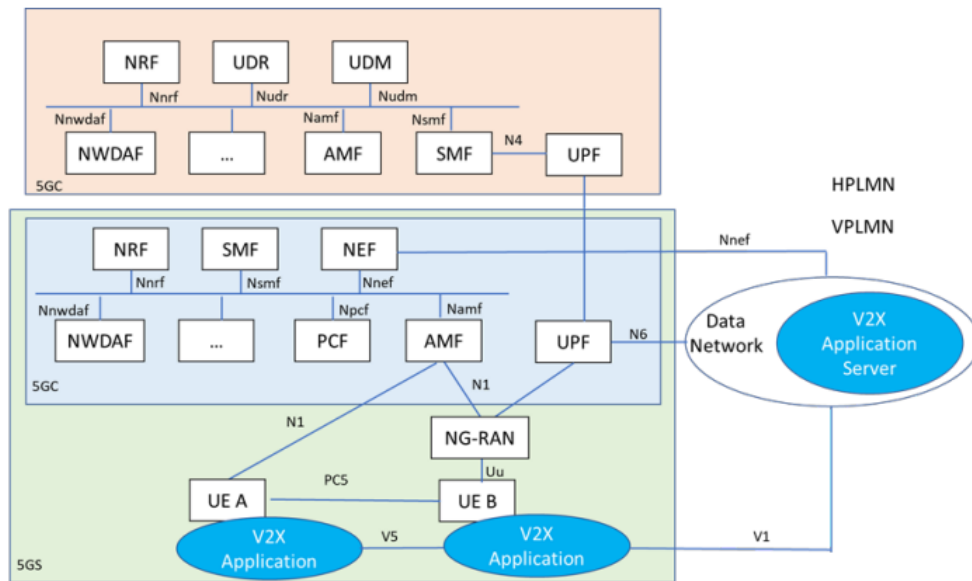 NRF
UDR
UDM
Nnrf
Nudr
Nudm
Nnwdaf
Namf
Nsmf
N4
NWDAF
...
AMF
SMF
UPF
5GC
HPLMN
VPLMN
NRF
SMF
NEF
Nnef
Nnrf
Nsmf
Nnef
Nnwdaf
Npcf
Namf
NWDAF
...
PCF
AMF
UPF
N6
Data
Network
V2X
Application
Server
5GC
N1
N1
NG-RAN
Uu
PC5
UE A
UE B
V2X
Application
V5
V2X
Application
V1
5GS